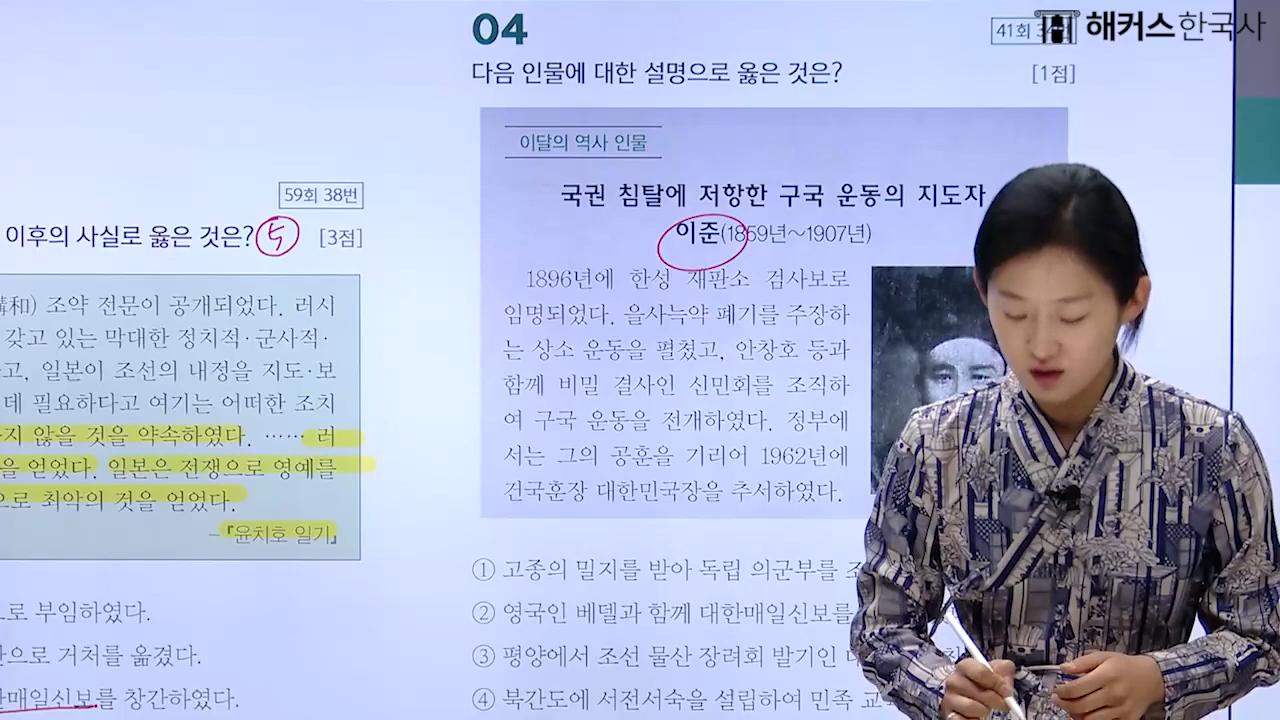 해커스한국사
59회 38번
이후의 사실로 옳은 것은? 5 [3점]
조약 전문이 공개되었다. 러시
갖고 있는 막대한 정치적·군사적·
고, 일본이 조선의 내정을 지도·보
데 필요하다고 여기는 어떠한 조치
지 않을 것을 약속하였다. …… 러
을 얻었다. 일본은 전쟁으로 영예를
으로 최악의 것을 얻었다.
-『윤치호 일기』
로 부임하였다.
으로 거처를 옮겼다.
매일신보를 창간하였다.
04
41회
다음 인물에 대한 설명으로 옳은 것은? [1점]
이달의 역사 인물
국권 침탈에 저항한 구국 운동의 지도자
이준(1859년~1907년)
1896년에 한성 재판소 검사보로
임명되었다. 을사늑약 폐기를 주장하
는 상소 운동을 펼쳤고, 안창호 등과
함께 비밀 결사인 신민회를 조직하
여 구국 운동을 전개하였다. 정부에
서는 그의 공훈을 기리어 1962년에
건국훈장 대한민국장을 추서하였다.
① 고종의 밀지를 받아 독립 의군부를
② 영국인 베델과 함께 대한매일신보를
③ 평양에서 조선 물산 장려회 발기인
④ 북간도에 서전서숙을 설립하여 민족